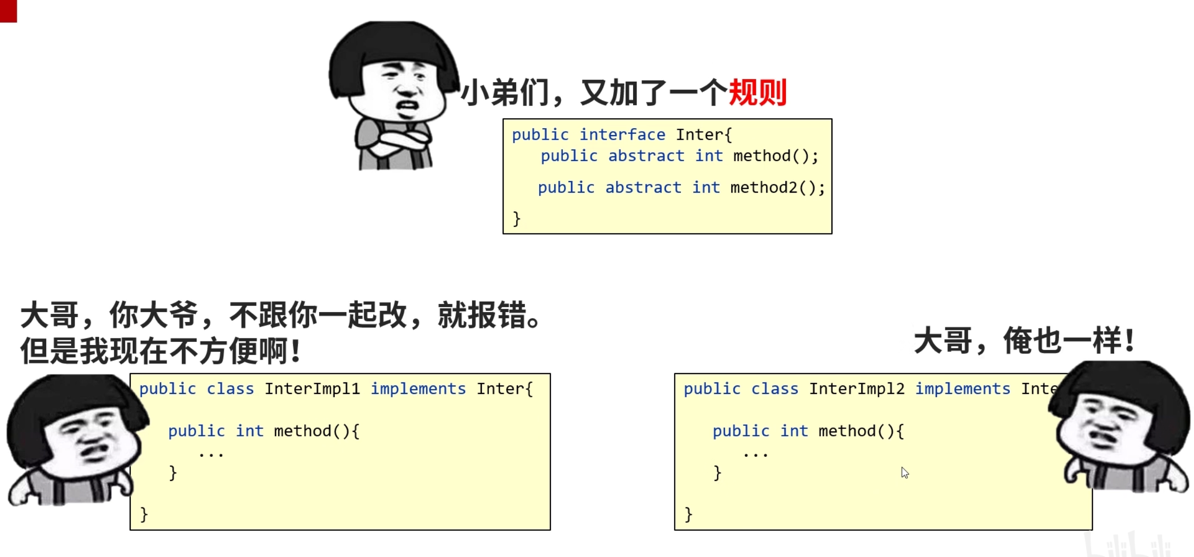 小弟们，又加了一个规则
public interface Inter{
public abstract int method();
public abstract int method2();
}
大哥，你大爷，不跟你一起改，就报错。
但是我现在不方便啊！
大哥，俺也一样！
public class InterImpl1 implements Inter{
public int method(){
...
}
}
public class InterImpl2 implements Inte
public int method(){
...
}
}